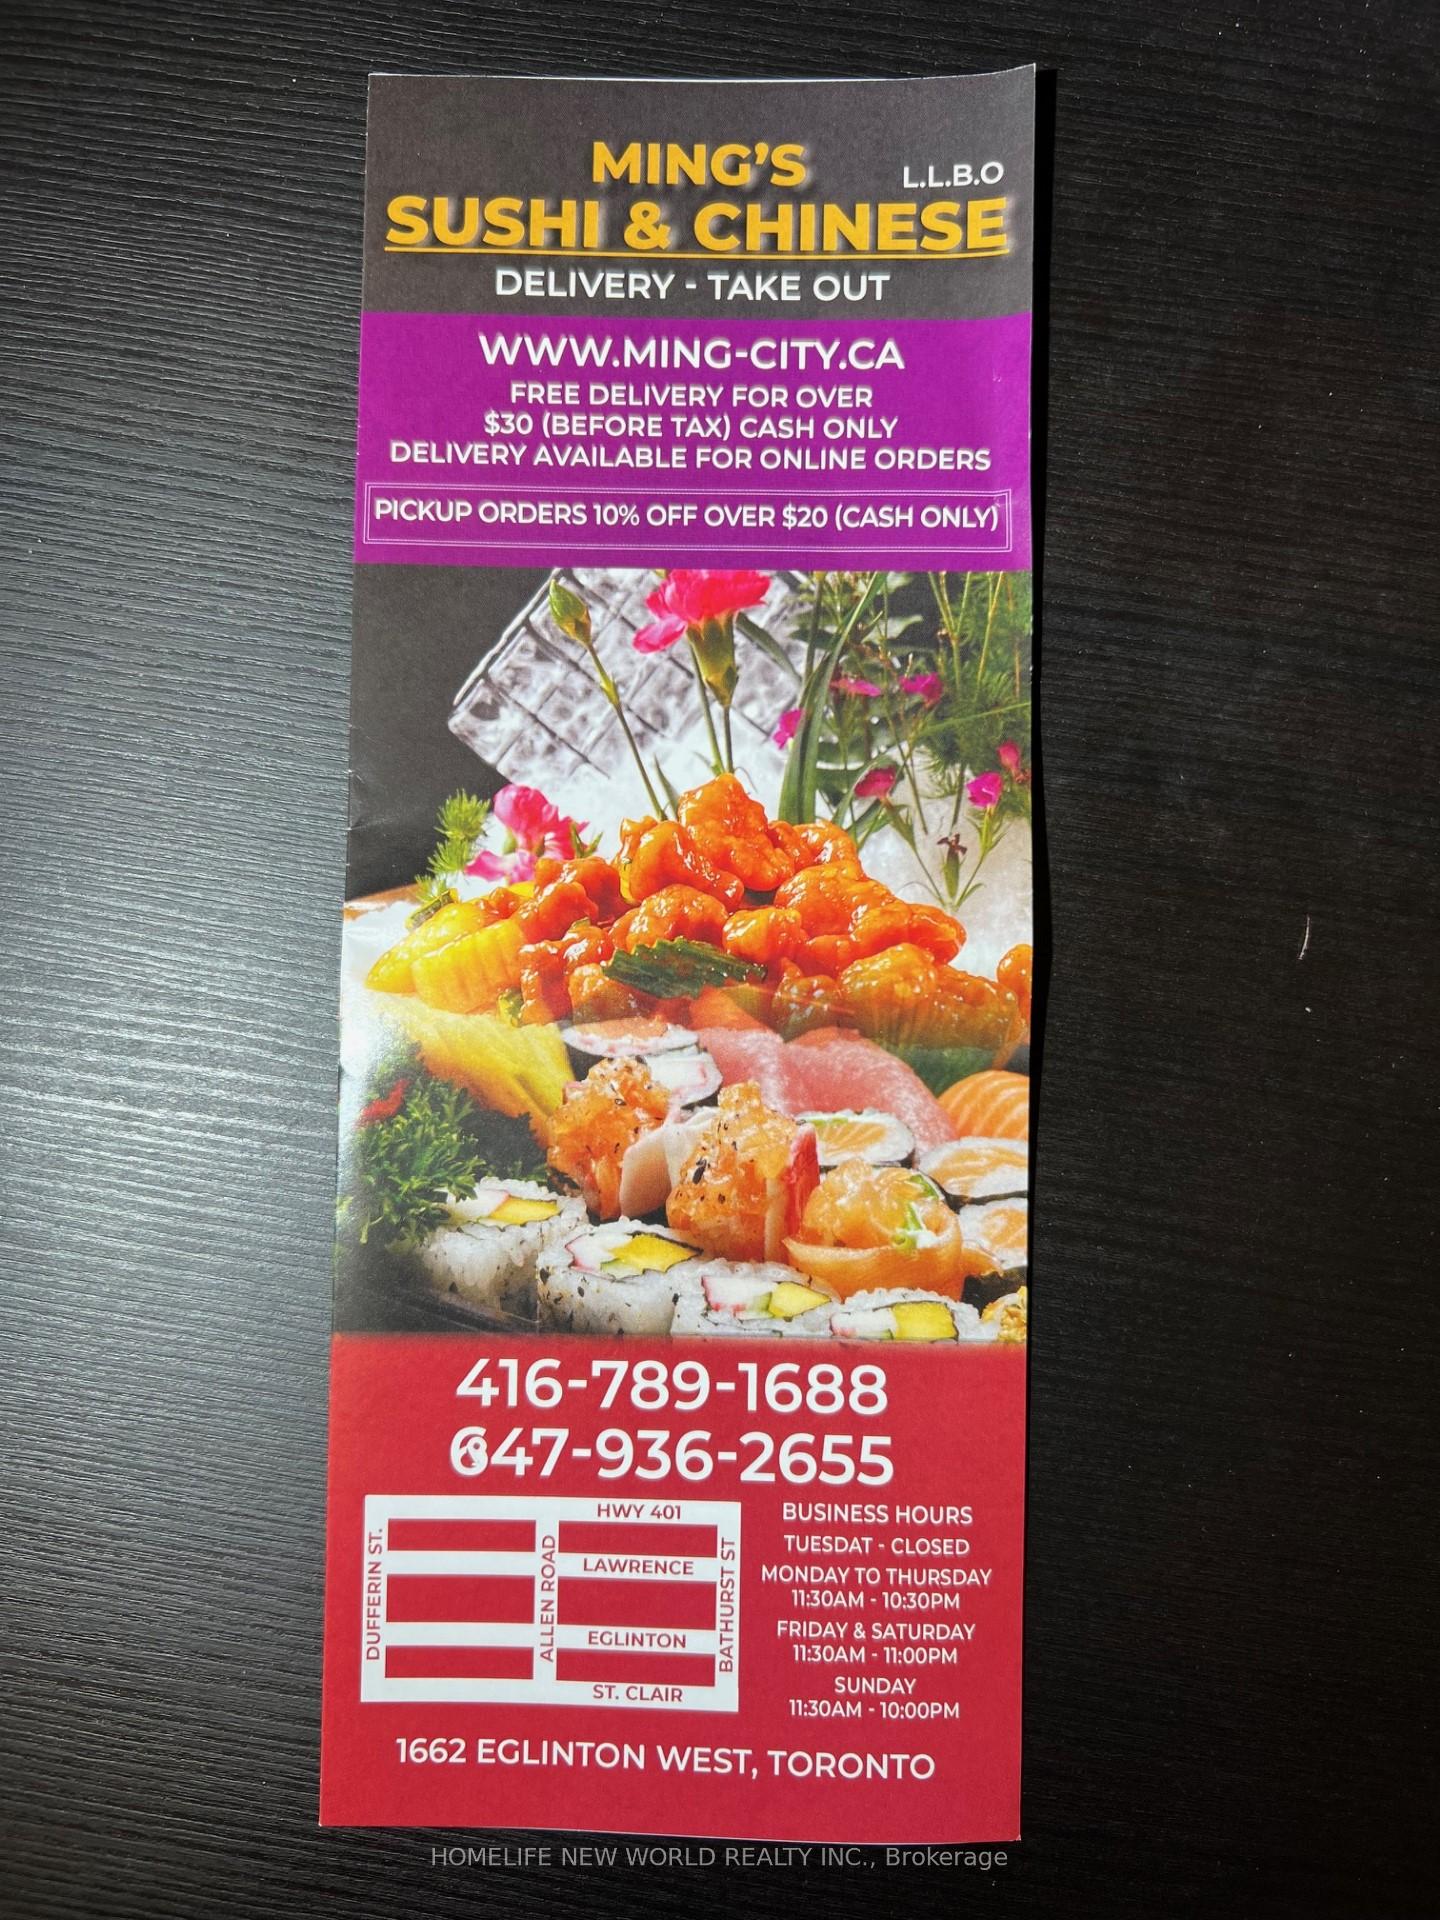 MING'S
L.L.B.O
SUSHI & CHINESE
DELIVERY - TAKE OUT
WWW.MING-CITY.CA
FREE DELIVERY FOR OVER
$30 (BEFORE TAX) CASH ONLY
DELIVERY AVAILABLE FOR ONLINE ORDERS
PICKUP ORDERS 10% OFF OVER $20 (CASH ONLY)
416-789-1688
647-936-2655
HWY 401
LAWRENCE
EGLINTON
ST. CLAIR
DUFFERIN ST.
ALLEN ROAD
BATHURST ST
BUSINESS HOURS
TUESDAT - CLOSED
MONDAY TO THURSDAY
11:30AM - 10:30PM
FRIDAY & SATURDAY
11:30AM - 11:00PM
SUNDAY
11:30AM - 10:00PM
1662 EGLINTON WEST, TORONTO
HOMELIFE NEW WORLD REALTY INC., Brokerage